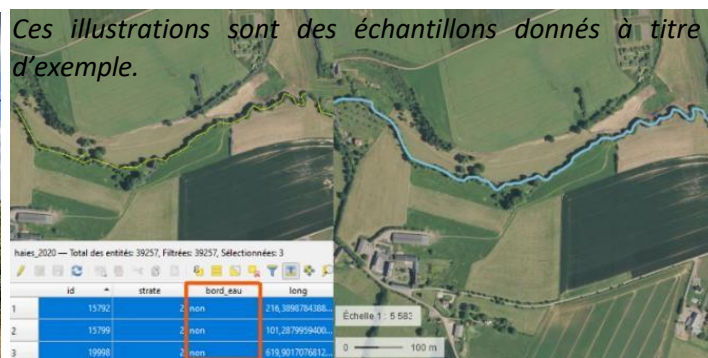 Ces illustrations sont des échantillons donnés à titre
d’exemple.
haies_2020 — Total des entités: 39257, Filtrées: 39257, Sélectionnées: 3
id strate bord_eau long
1 15792 2 non 216,3898784388...
2 15799 2 non 101,2879959400...
3 19998 2 non 619,9017076812...
Échelle 1 : 5 583
0 100 m